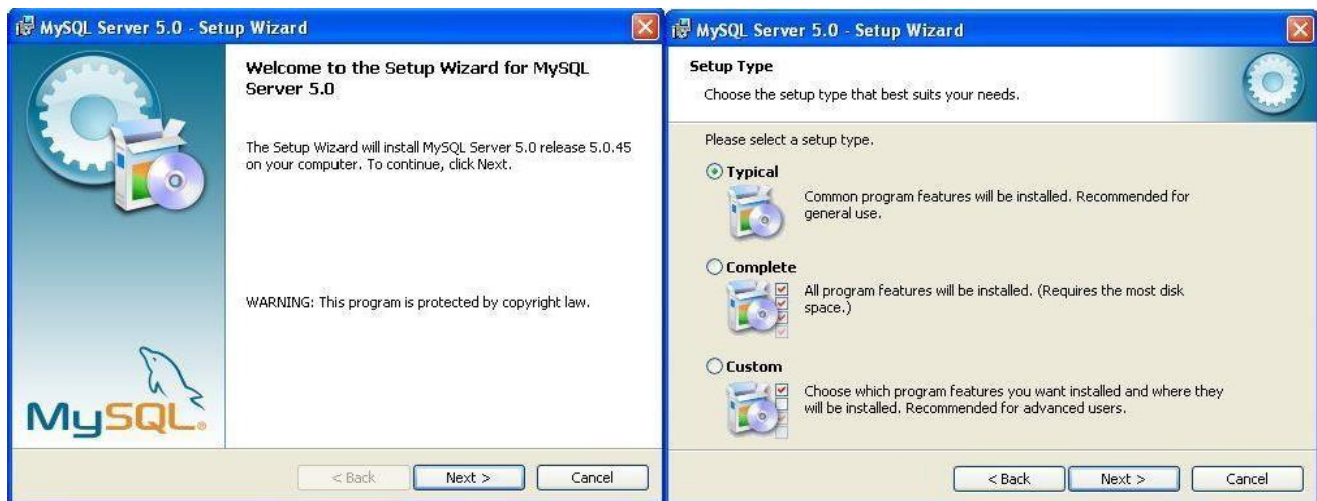 MySQL Server 5.0 - Setup Wizard
Welcome to the Setup Wizard for MySQL
Server 5.0
The Setup Wizard will install MySQL Server 5.0 release 5.0.45
on your computer. To continue, click Next.
WARNING: This program is protected by copyright law.
MySQL®
< Back
Next >
Cancel
MySQL Server 5.0 - Setup Wizard
Setup Type
Choose the setup type that best suits your needs.
Please select a setup type.
Typical
Common program features will be installed. Recommended for
general use.
Complete
All program features will be installed. (Requires the most disk
space.)
Custom
Choose which program features you want installed and where they
will be installed. Recommended for advanced users.
< Back
Next >
Cancel